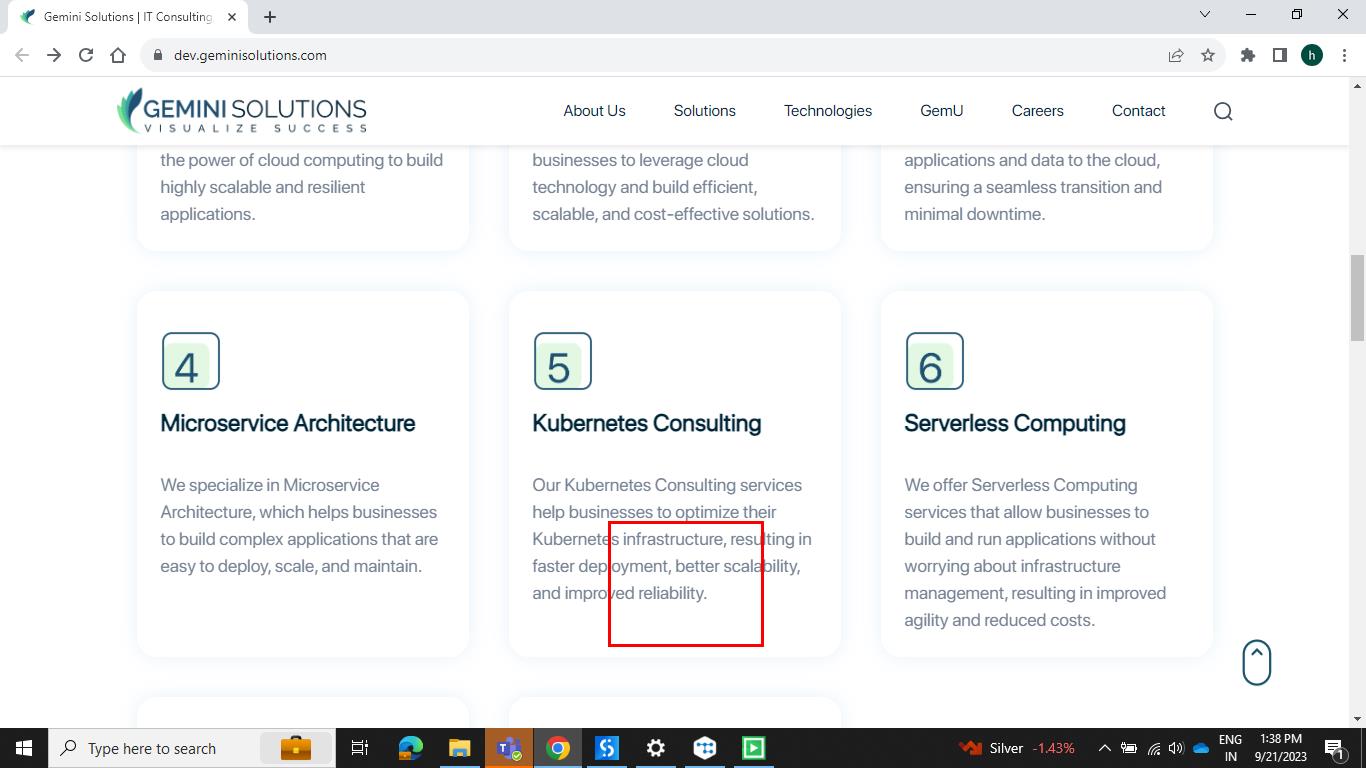 Gemini Solutions | IT Consulting
dev.geminisolutions.com
h
GEMINI SOLUTIONS
VISUALIZE SUCCESS
About Us
Solutions
Technologies
GemU
Careers
Contact
the power of cloud computing to build
highly scalable and resilient
applications.
businesses to leverage cloud
technology and build efficient,
scalable, and cost-effective solutions.
applications and data to the cloud,
ensuring a seamless transition and
minimal downtime.
4
Microservice Architecture
We specialize in Microservice
Architecture, which helps businesses
to build complex applications that are
easy to deploy, scale, and maintain.
5
Kubernetes Consulting
Our Kubernetes Consulting services
help businesses to optimize their
Kubernetes infrastructure, resulting in
faster deployment, better scalability,
and improved reliability.
6
Serverless Computing
We offer Serverless Computing
services that allow businesses to
build and run applications without
worrying about infrastructure
management, resulting in improved
agility and reduced costs.
Type here to search
Silver -1.43%
ENG
IN
1:38 PM
9/21/2023
1